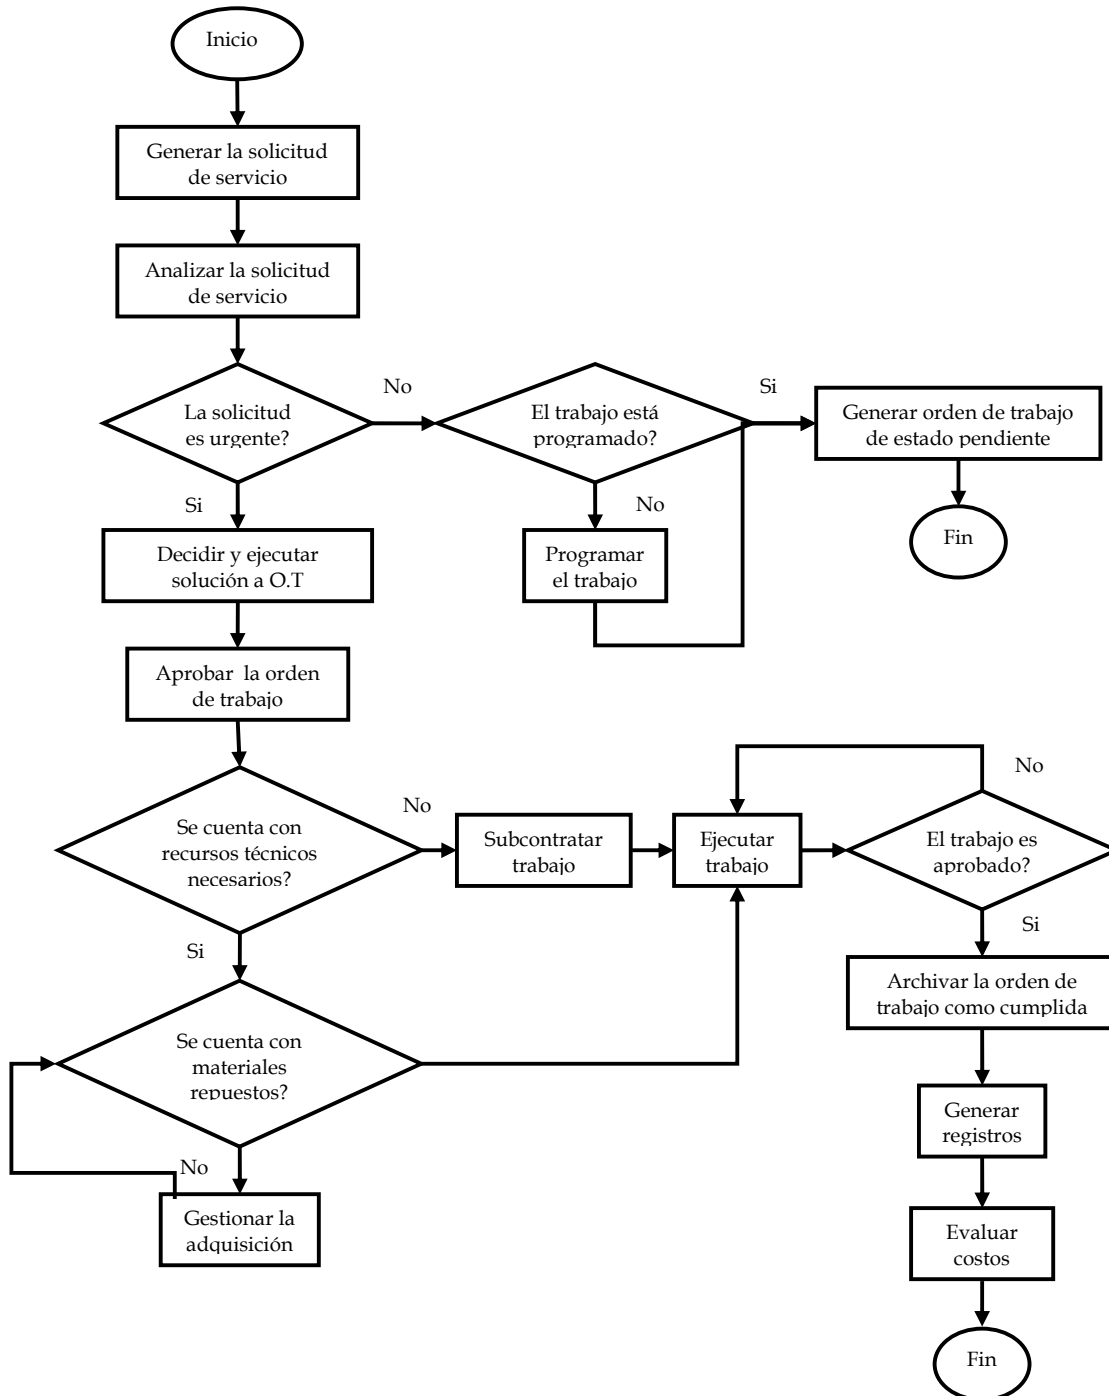 Inicio
Generar la solicitud
de servicio
Analizar la solicitud
de servicio
La solicitud
es urgente?
No
El trabajo está
programado?
Si
Generar orden de trabajo
de estado pendiente
Fin
No
Programar
el trabajo
Si
Decidir y ejecutar
solución a O.T
Aprobar la orden
de trabajo
Se cuenta con
recursos técnicos
necesarios?
No
Subcontratar
trabajo
Ejecutar
trabajo
El trabajo es
aprobado?
No
Si
Archivar la orden de
trabajo como cumplida
Generar
registros
Evaluar
costos
Fin
Si
Se cuenta con
materiales
repuestos?
No
Gestionar la
adquisición